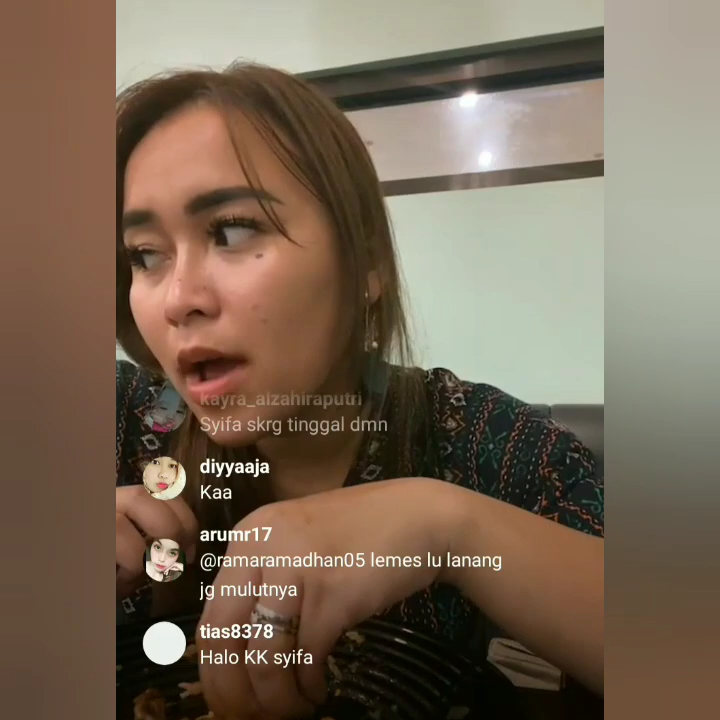 kayra_alzahiraputri
Syifa skrg tinggal dmn
diyyaaja
Kaa
arumr17
@ramaramadhan05 lemes lu lanang
jg mulutnya
tias8378
Halo KK syifa